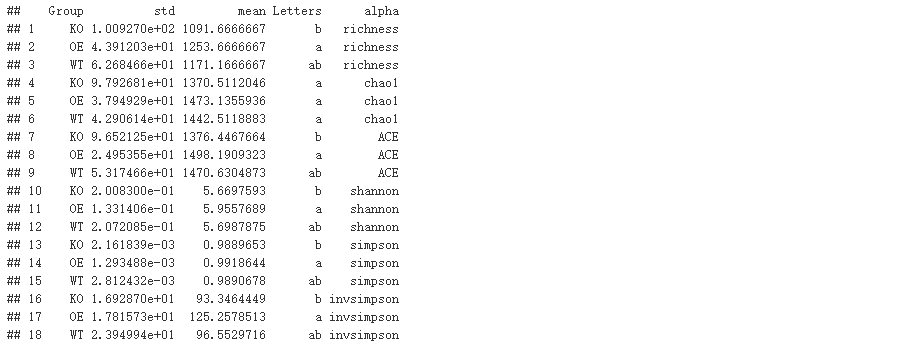 ##    Group          std         mean Letters      alpha
## 1     KO 1.009270e+02 1091.6666667       b   richness
## 2     OE 4.391203e+01 1253.6666667       a   richness
## 3     WT 6.268466e+01 1171.1666667      ab   richness
## 4     KO 9.792681e+01 1370.5112046       a      chao1
## 5     OE 3.794929e+01 1473.1355936       a      chao1
## 6     WT 4.290614e+01 1442.5118883       a      chao1
## 7     KO 9.652125e+01 1376.4467664       b        ACE
## 8     OE 2.495355e+01 1498.1909323       a        ACE
## 9     WT 5.317466e+01 1470.6304873      ab        ACE
## 10    KO 2.008300e-01    5.6697593       b    shannon
## 11    OE 1.331406e-01    5.9557689       a    shannon
## 12    WT 2.072085e-01    5.6987875      ab    shannon
## 13    KO 2.161839e-03    0.9889653       b    simpson
## 14    OE 1.293488e-03    0.9918644       a    simpson
## 15    WT 2.812432e-03    0.9890678      ab    simpson
## 16    KO 1.692870e+01   93.3464449       b invsimpson
## 17    OE 1.781573e+01  125.2578513       a invsimpson
## 18    WT 2.394994e+01   96.5529716      ab invsimpson